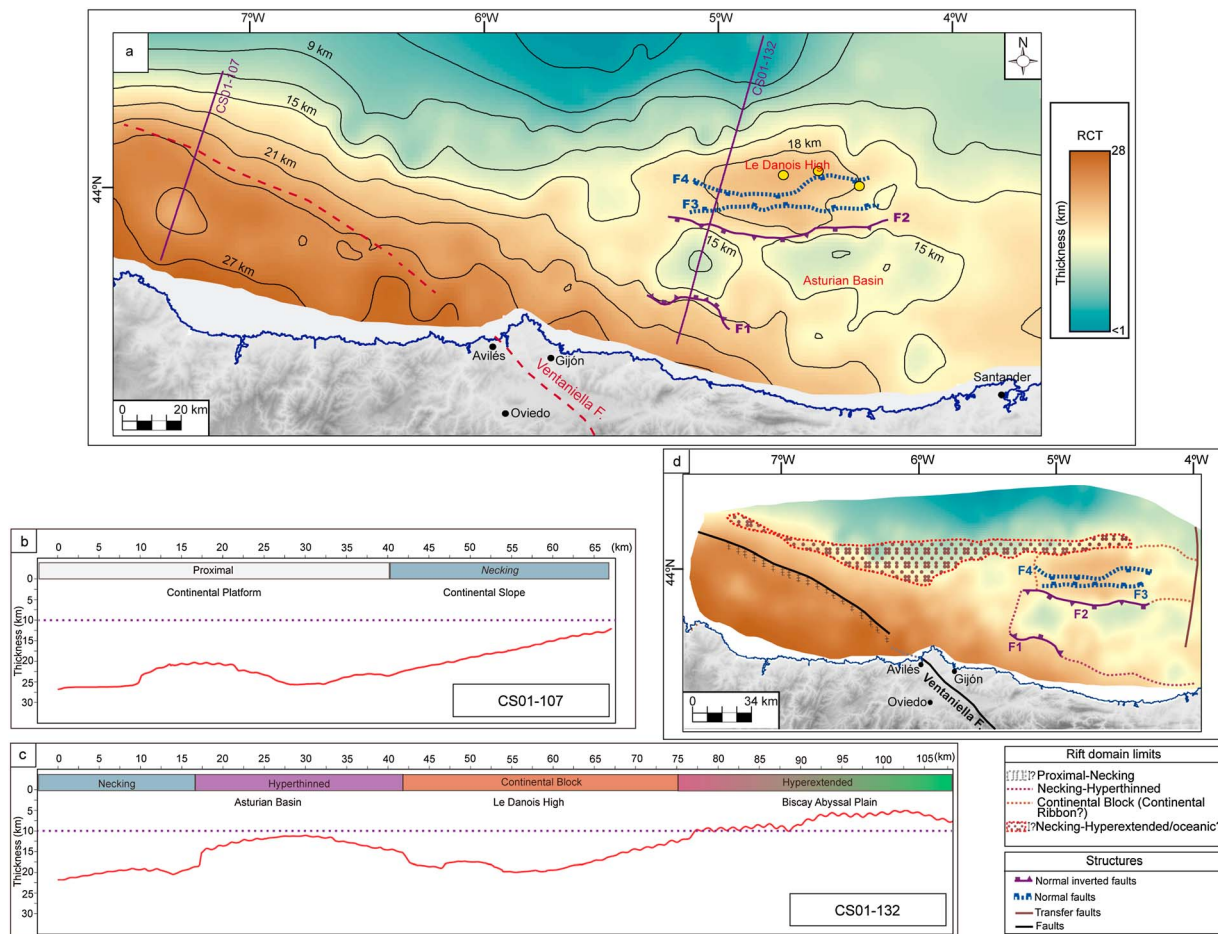 7ºW 6ºW 5ºW 4ºW
a
N
9 km
15 km
21 km
27 km
CS01-107
CS01-132
18 km
Le Danois High
F4
F3
F2
15 km
15 km
Asturian Basin
F1
44ºN
Avilés
Gijón
Oviedo
Ventaniella F.
Santander
0 20 km
RCT
28
Thickness (km)
<1
b
0 5 10 15 20 25 30 35 40 45 50 55 60 65 (km)
Proximal Necking
Continental Platform Continental Slope
Thickness(km)
0
5
10
15
20
25
30
CS01-107
c
0 5 10 15 20 25 30 35 40 45 50 55 60 65 70 75 80 85 90 95 100 105(km)
Necking Hyperthinned Continental Block Hyperextended
Asturian Basin Le Danois High Biscay Abyssal Plain
Thickness(km)
0
5
10
15
20
25
30
CS01-132
d
7ºW 6ºW 5ºW 4ºW
44ºN
F4
F3
F2
F1
Avilés
Gijón
Oviedo
Ventaniella F.
0 34 km
Rift domain limits
?Proximal-Necking
Necking-Hyperthinned
Continental Block (Continental
Ribbon?)
?Necking-Hyperextended/oceanic?
Structures
Normal inverted faults
Normal faults
Transfer faults
Faults